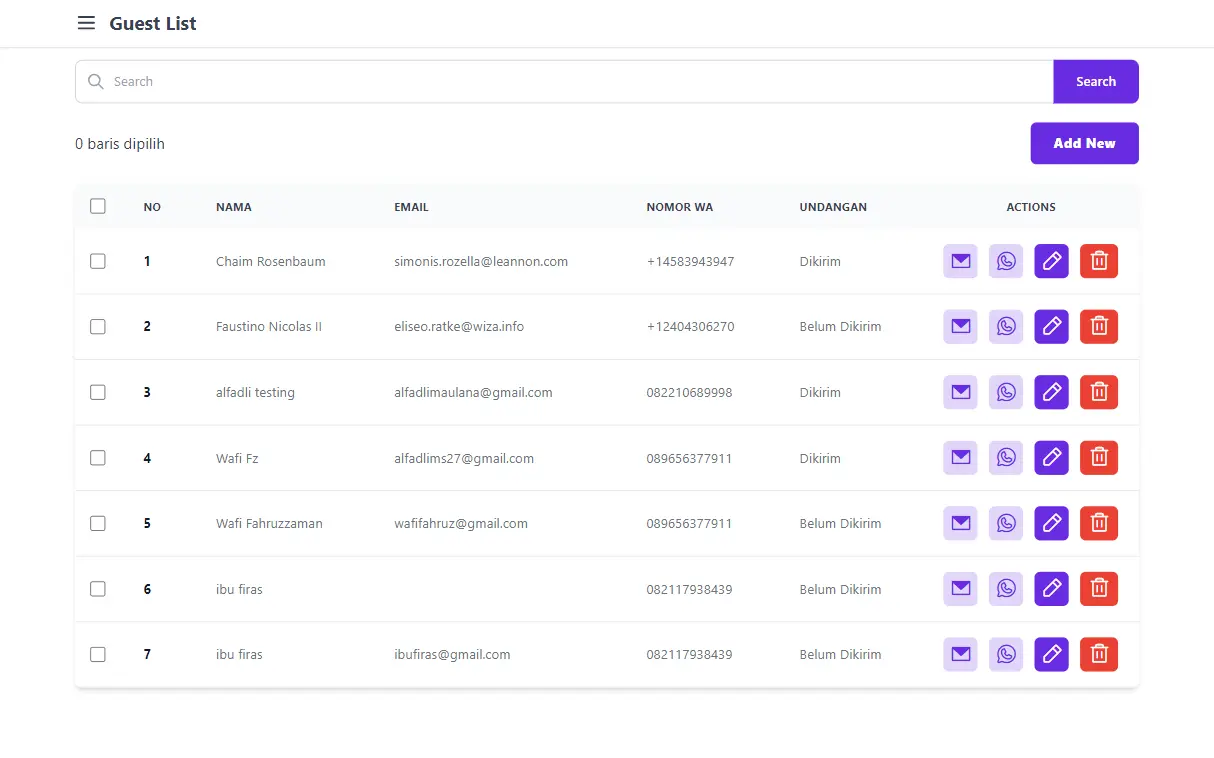 Guest List
Search Search
0 baris dipilih Add New
NO NAMA EMAIL NOMOR WA UNDANGAN ACTIONS
1 Chaim Rosenbaum simonis.rozella@leannon.com +14583943947 Dikirim
2 Faustino Nicolas II eliseo.ratke@wiza.info +12404306270 Belum Dikirim
3 alfadli testing alfadlimaulana@gmail.com 082210689998 Dikirim
4 Wafi Fz alfadlims27@gmail.com 089656377911 Dikirim
5 Wafi Fahruzzaman wafifahruz@gmail.com 089656377911 Belum Dikirim
6 ibu firas 082117938439 Belum Dikirim
7 ibu firas ibufiras@gmail.com 082117938439 Belum Dikirim